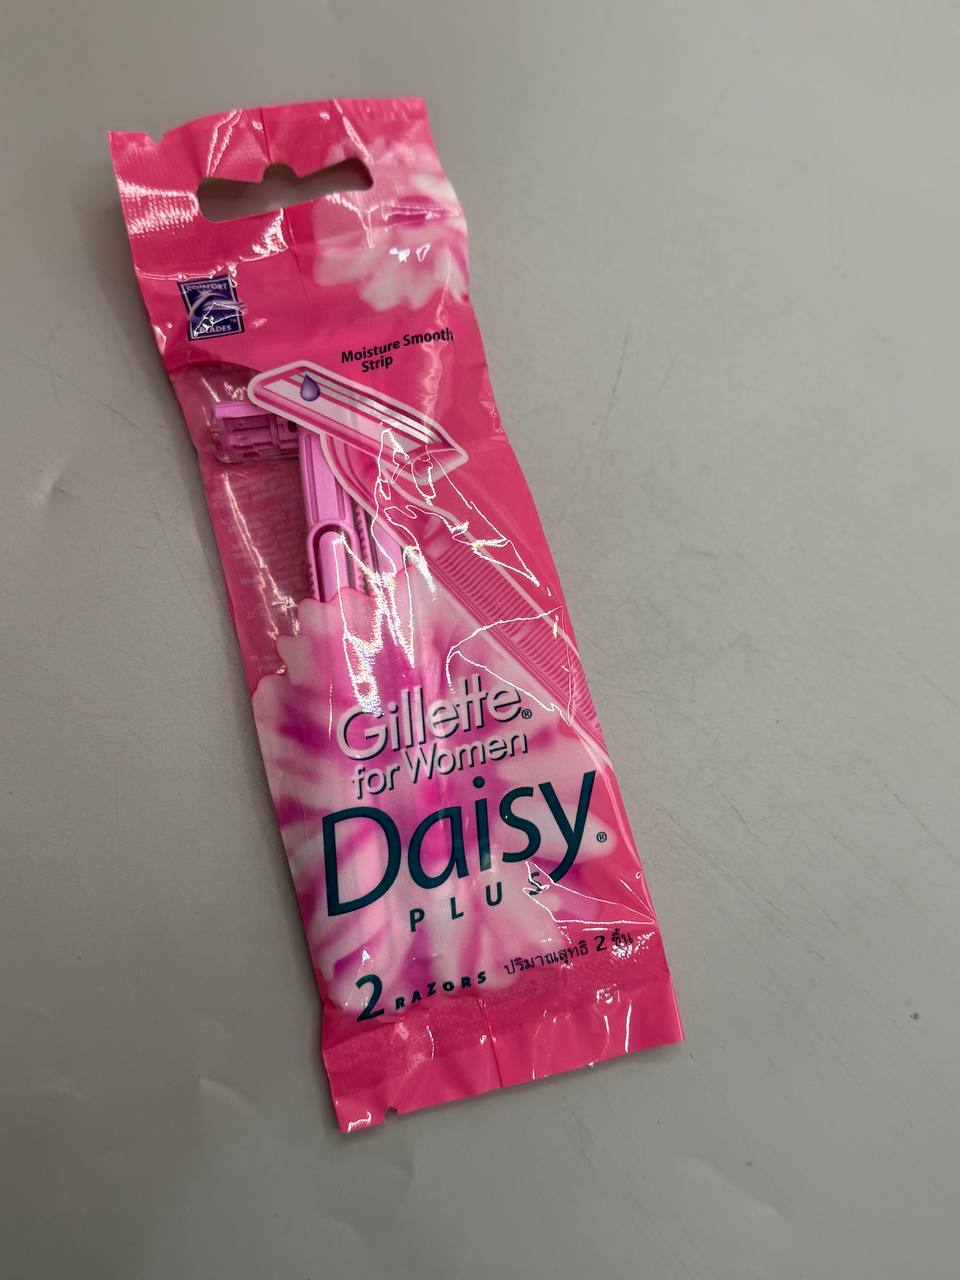 COMFORT
BLADES
™
Moisture Smooth
Strip
Gillette®
for Women
Daisy®
PLUS
2 RAZORS ปริมาณสุทธิ 2 ชิ้น